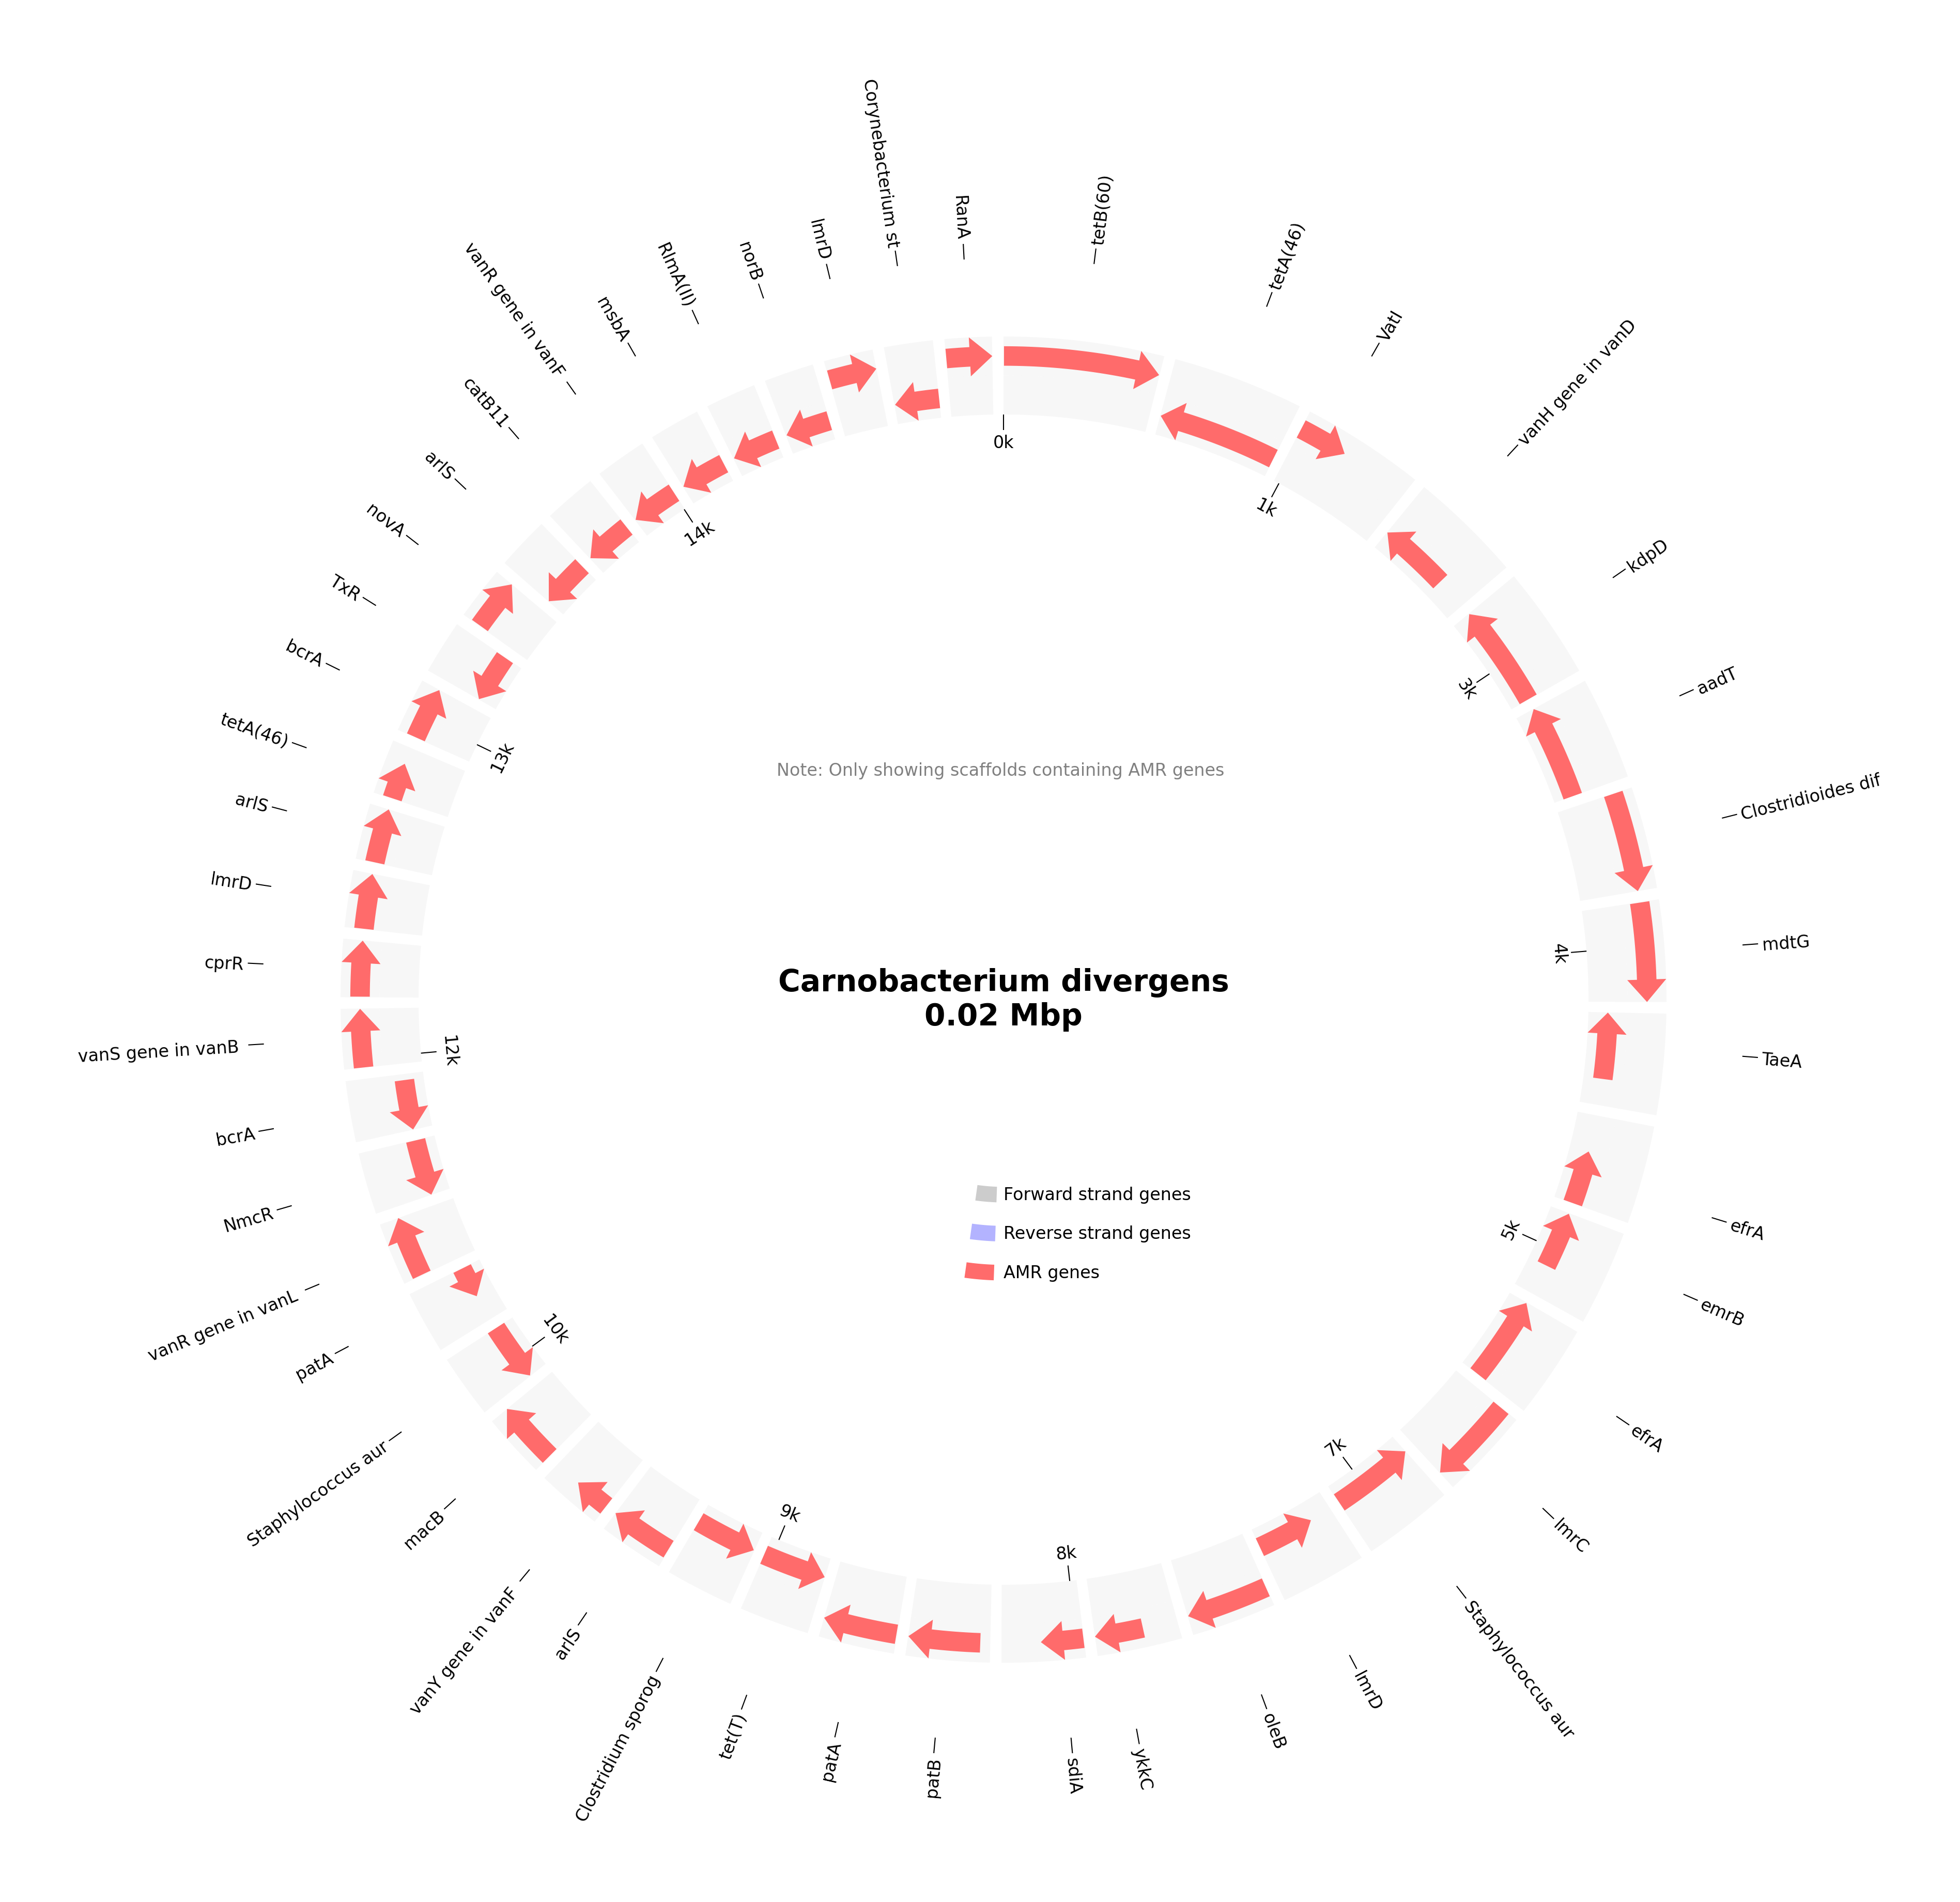 tetB(60)
tetA(46)
VatI
vanH gene in vanD
kdpD
aadT
Clostridioides dif
mdtG
TaeA
efrA
emrB
efrA
lmrC
Staphylococcus aur
lmrD
oleB
ykkC
sdiA
patB
patA
tet(T)
Clostridium sporog
arlS
vanY gene in vanF
macB
Staphylococcus aur
patA
vanR gene in vanL
NmcR
bcrA
vanS gene in vanB
cprR
lmrD
arlS
tetA(46)
bcrA
TxR
novA
arlS
catB11
vanR gene in vanF
msbA
RlmA(II)
norB
lmrD
Corynebacterium st
RanA
0k
1k
3k
4k
5k
7k
8k
9k
10k
12k
13k
14k
Note: Only showing scaffolds containing AMR genes
Carnobacterium divergens
0.02 Mbp
Forward strand genes
Reverse strand genes
AMR genes